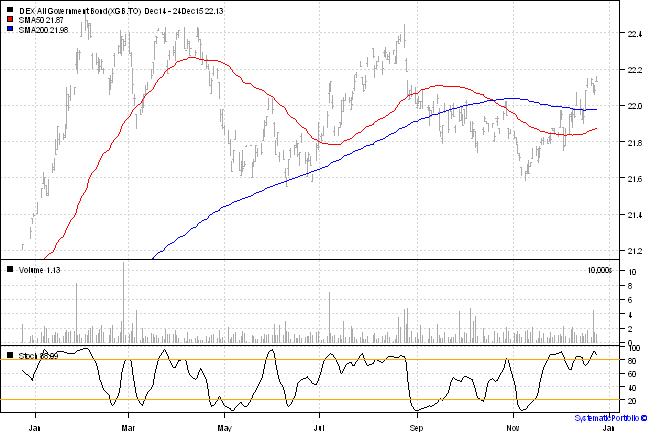 DEX All Government Bond(XGB.TO) Dec14 - 24Dec15 22.13
SMA50 21.87
SMA200 21.98
22.4
22.2
22.0
21.8
21.6
21.4
21.2
Volume 1.13
10,000s
10
8
6
4
2
0
100
80
60
40
20
Jan
Mar
May
Jul
Sep
Nov
Jan
SystematicPortfolio ©